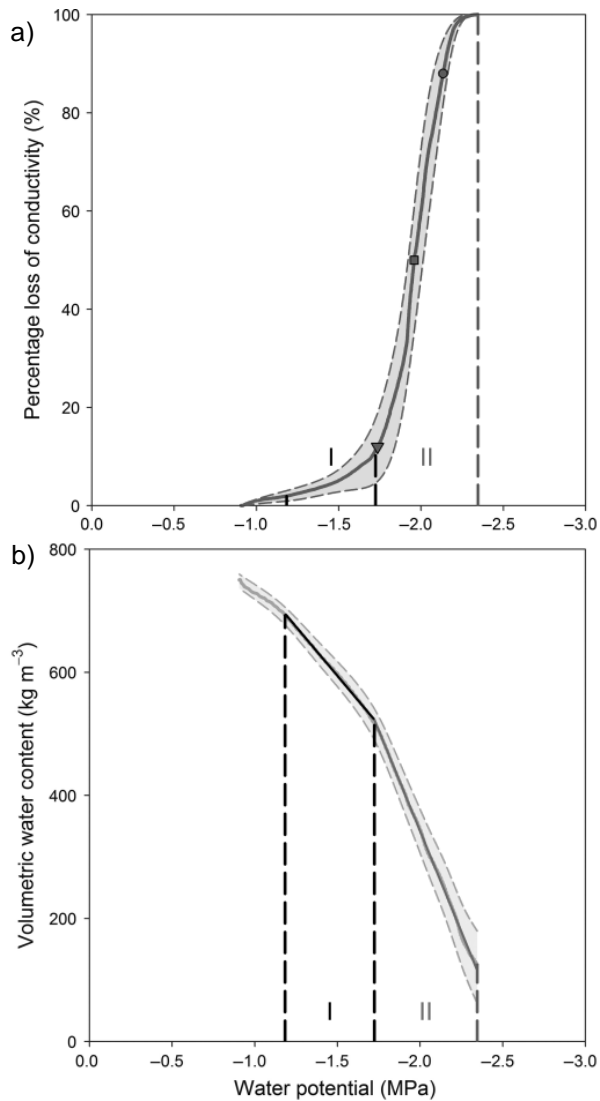 a)
Percentage loss of conductivity (%)
100
80
60
40
20
0
I
II
0.0 –0.5 –1.0 –1.5 –2.0 –2.5 –3.0
b)
Volumetric water content (kg m⁻³)
800
600
400
200
0
I
II
0.0 –0.5 –1.0 –1.5 –2.0 –2.5 –3.0
Water potential (MPa)